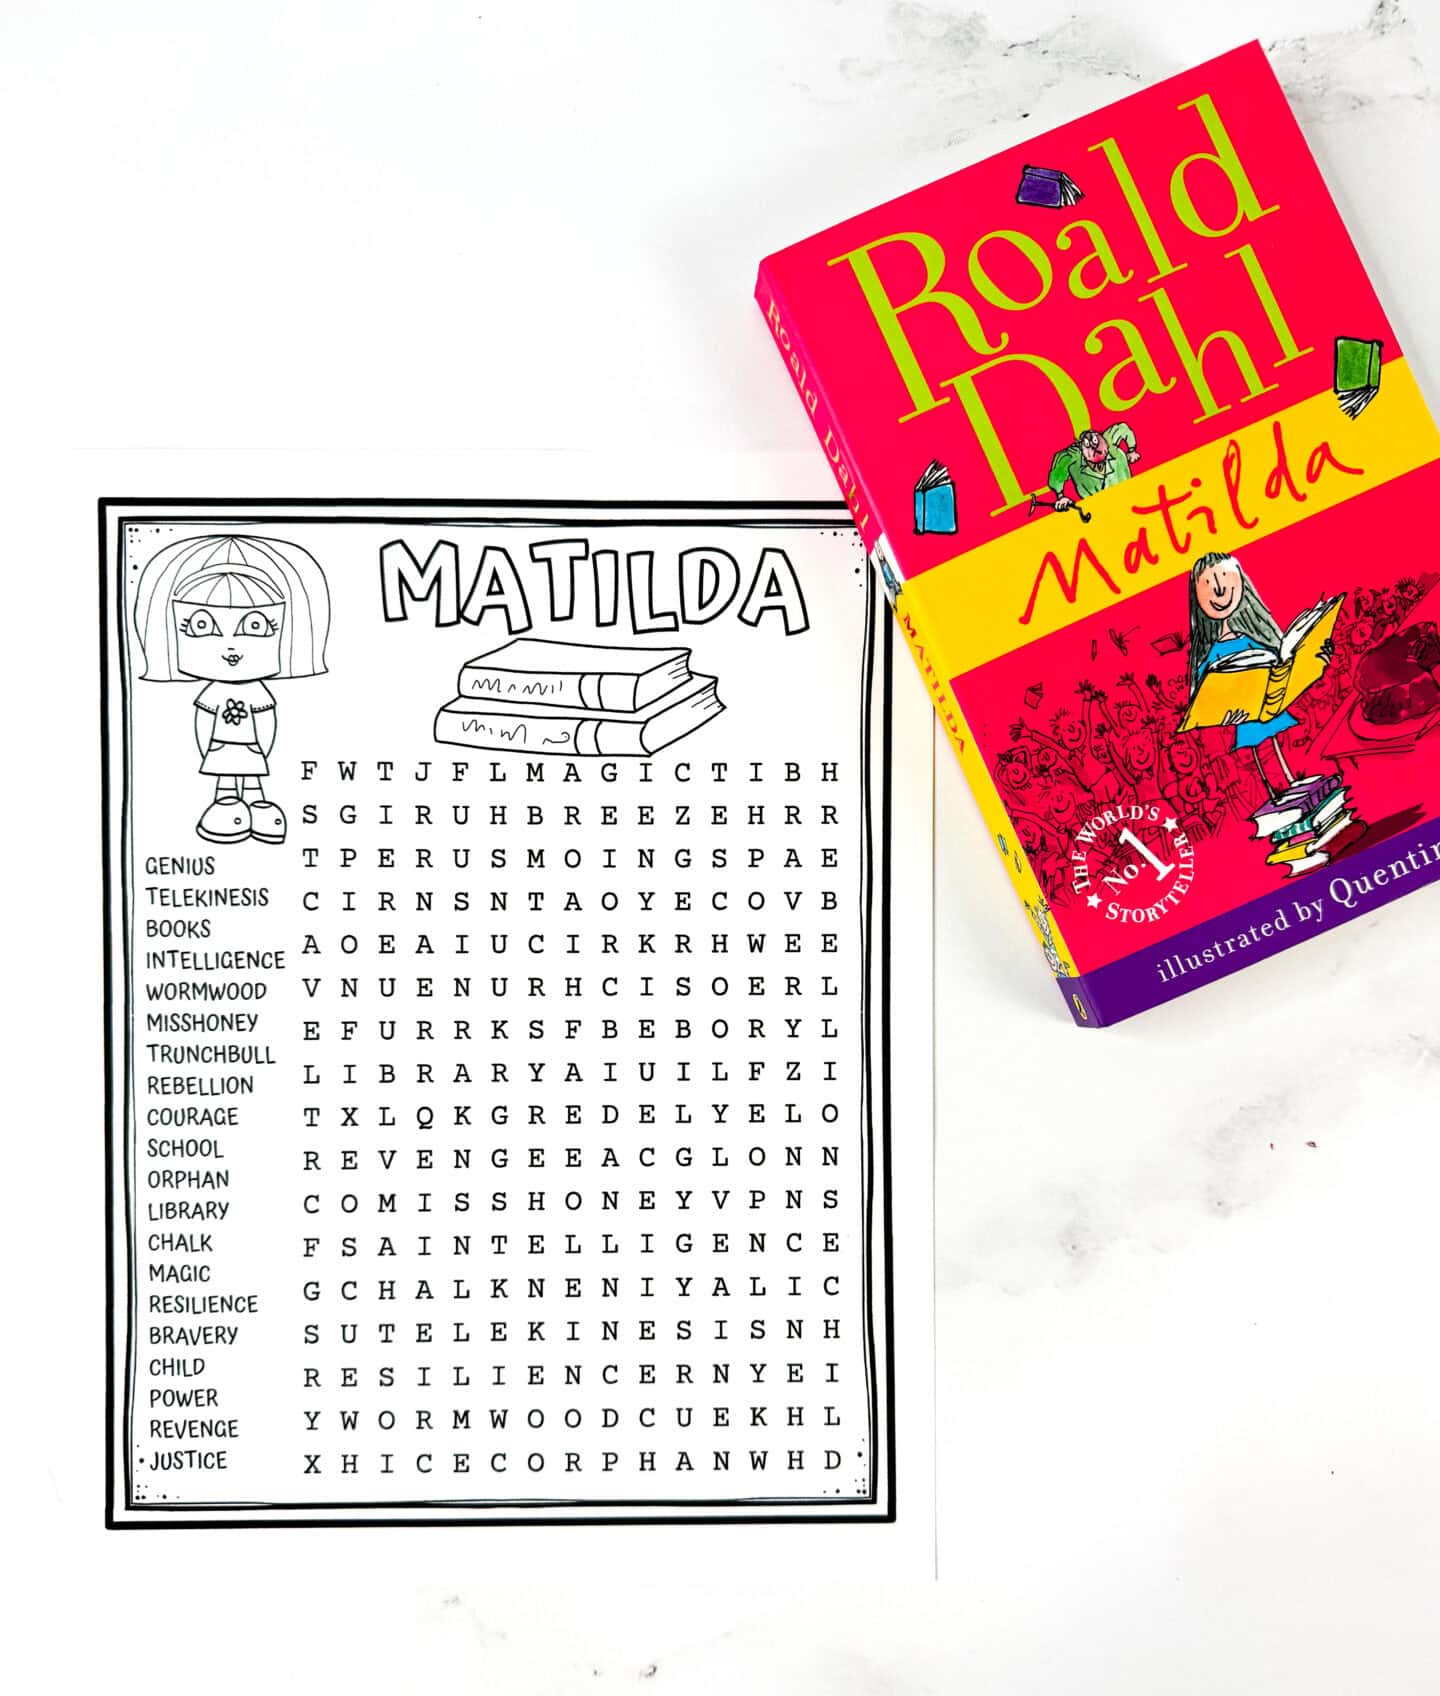 Roald
Dahl
Matilda
THE WORLD'S
No. 1
STORYTELLER
illustrated by Quentin
Roald Dahl
MATILDA
MATILDA
F W T J F L M A G I C T I B H
S G I R U H B R E E Z E H R R
T P E R U S M O I N G S P A E
C I R N S N T A O Y E C O V B
A O E A I U C I R K R H W E E
V N U E N U R H C I S O E R L
E F U R R K S F B E B O R Y L
L I B R A R Y A I U I L F Z I
T X L Q K G R E D E L Y E L O
R E V E N G E E A C G L O N N
C O M I S S H O N E Y V P N S
F S A I N T E L L I G E N C E
G C H A L K N E N I Y A L I C
S U T E L E K I N E S I S N H
R E S I L I E N C E R N Y E I
Y W O R M W O O D C U E K H L
X H I C E C O R P H A N W H D
GENIUS
TELEKINESIS
BOOKS
INTELLIGENCE
WORMWOOD
MISSHONEY
TRUNCHBULL
REBELLION
COURAGE
SCHOOL
ORPHAN
LIBRARY
CHALK
MAGIC
RESILIENCE
BRAVERY
CHILD
POWER
REVENGE
JUSTICE